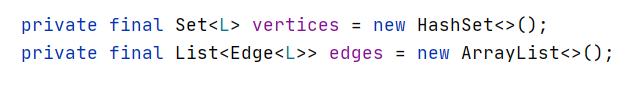 private final Set<L> vertices = new HashSet<>();
private final List<Edge<L>> edges = new ArrayList<>();